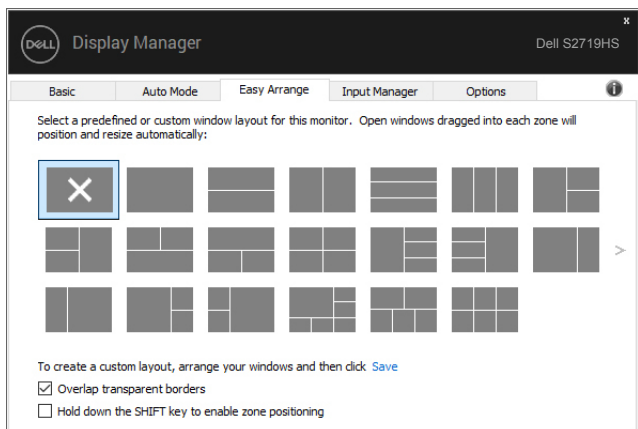 x
DELL Display Manager Dell S2719HS
Basic Auto Mode Easy Arrange Input Manager Options i
Select a predefined or custom window layout for this monitor. Open windows dragged into each zone will
position and resize automatically:
>
To create a custom layout, arrange your windows and then click Save
Overlap transparent borders
Hold down the SHIFT key to enable zone positioning